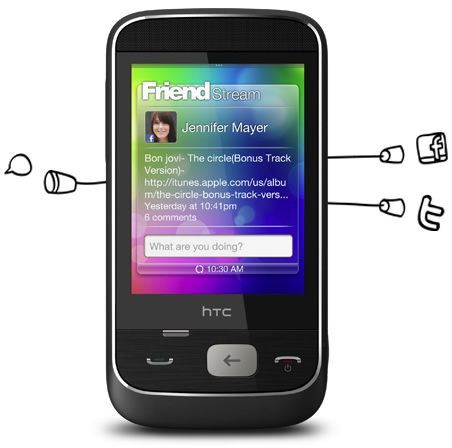 Friend Stream
Jennifer Mayer
Bon jovi- The circle(Bonus Track
Version)-
http://itunes.apple.com/us/albu
m/the-circle-bonus-track-vers...
Yesterday at 10:41pm
6 comments
What are you doing?
10:30 AM
hTC